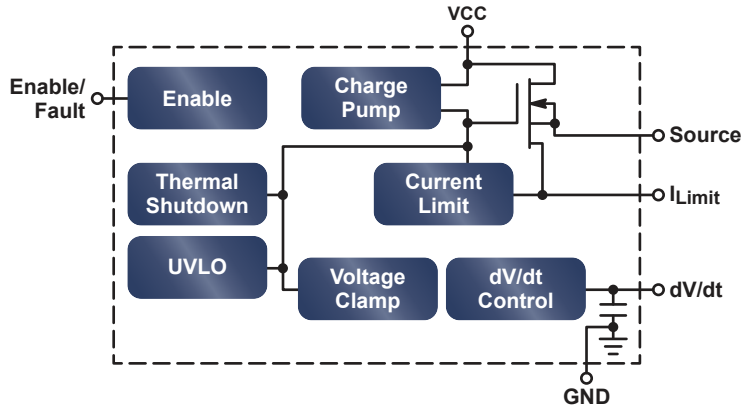 VCC
Enable/
Fault
Enable
Charge
Pump
Source
Thermal
Shutdown
Current
Limit
ILimit
UVLO
Voltage
Clamp
dV/dt
Control
dV/dt
GND